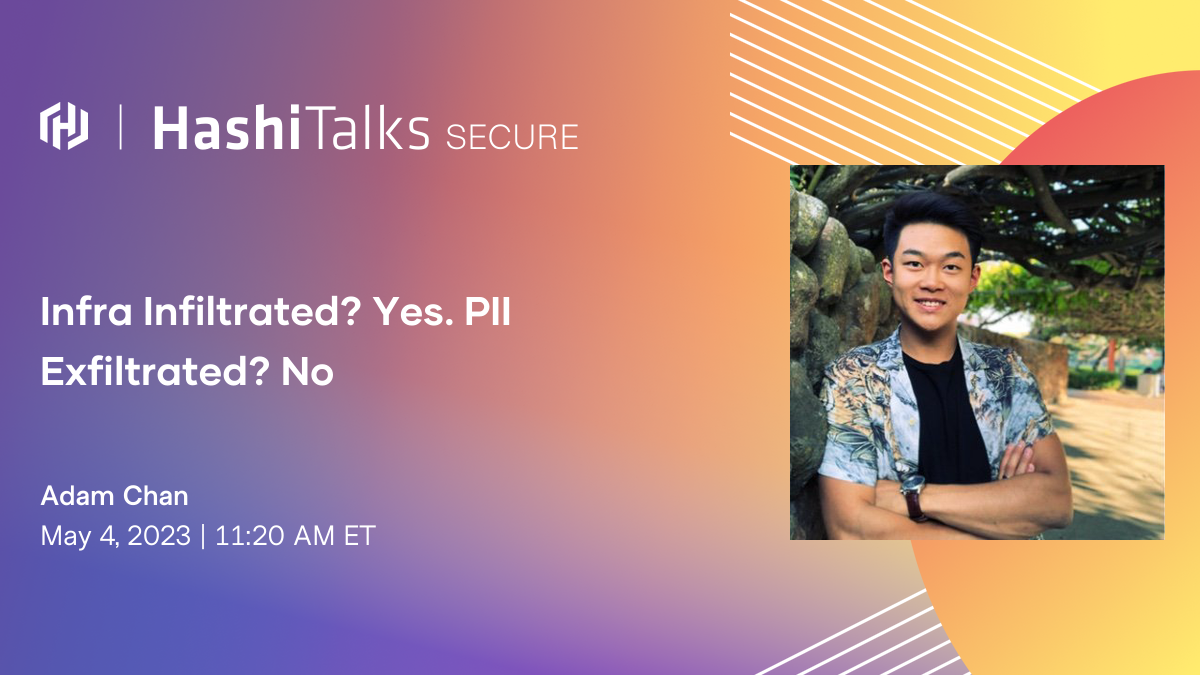 HashiTalks SECURE
Infra Infiltrated? Yes. PII
Exfiltrated? No
Adam Chan
May 4, 2023 | 11:20 AM ET